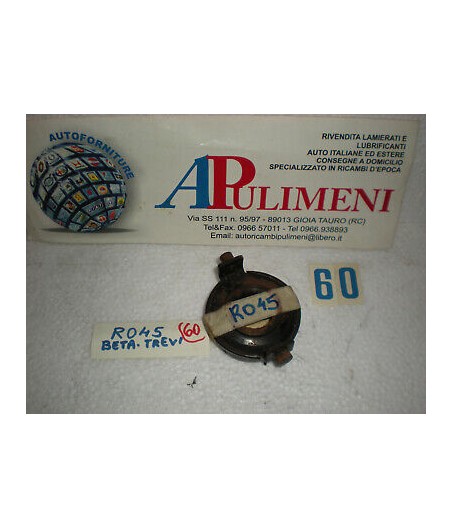 AUTOFORNITURE
APULIMENI
RIVENDITA LAMIERATI E
LUBRIFICANTI
AUTO ITALIANE ED ESTERE
CONSEGNE A DOMICILIO
SPECIALIZZATO IN RICAMBI D'EPOCA
Via SS 111 n. 95/97 - 89013 GIOIA TAURO (RC)
Tel&Fax. 0966 57011 - Tel 0966.938893
Email: autoricambipulimeni@libero.it
60
R045
R045 60
BETA-TREVI